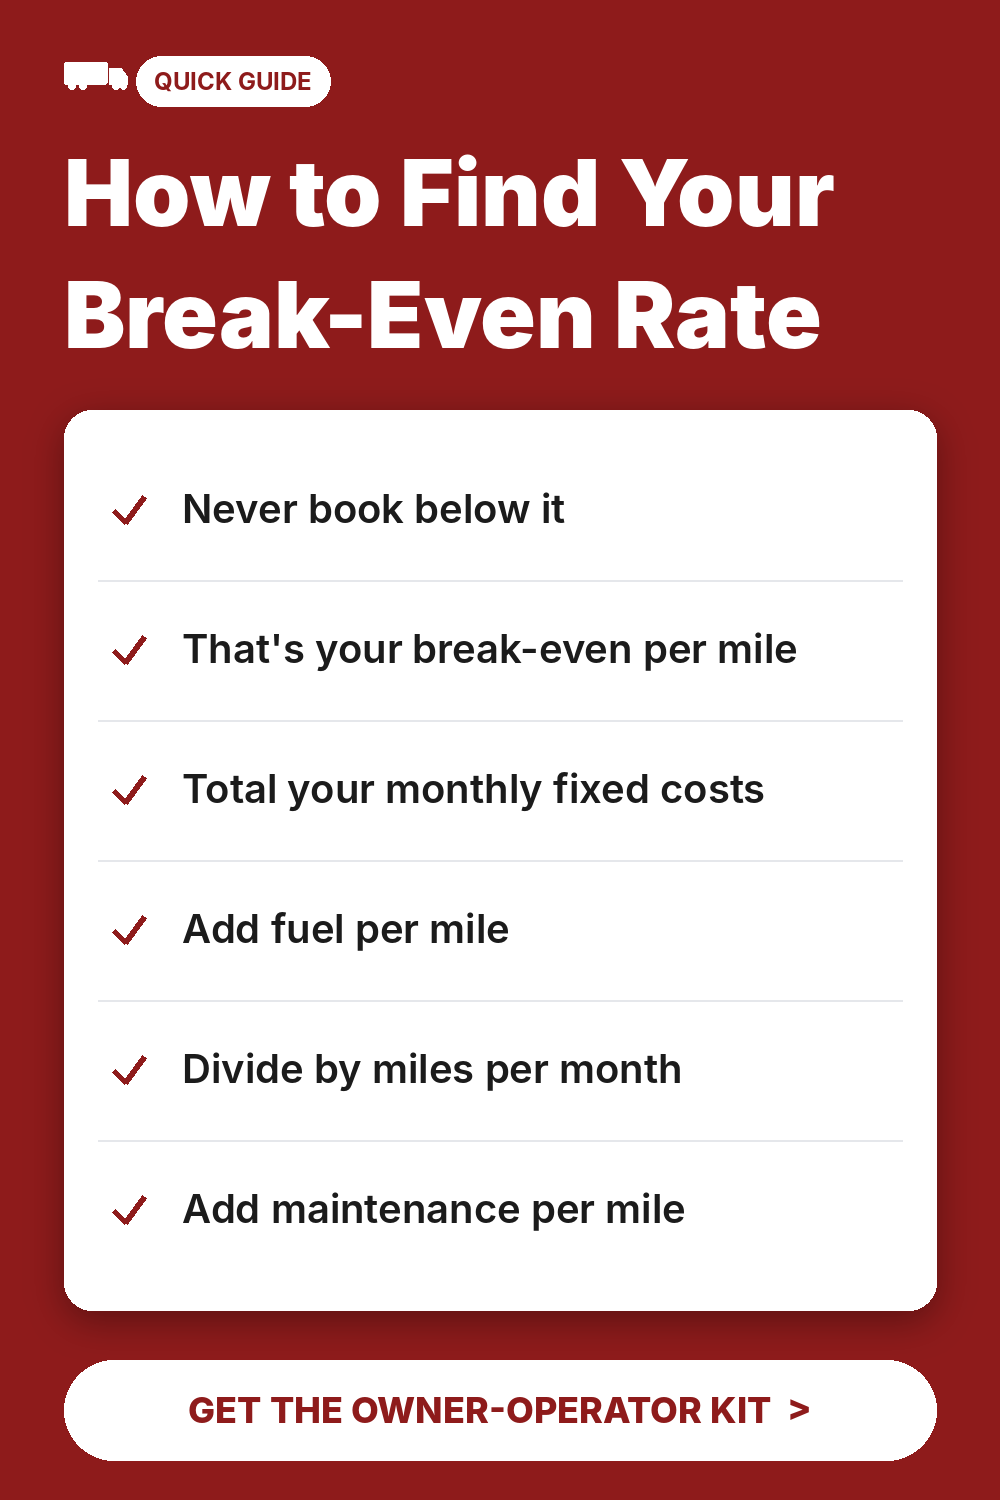 QUICK GUIDE
How to Find Your
Break-Even Rate
Never book below it
That's your break-even per mile
Total your monthly fixed costs
Add fuel per mile
Divide by miles per month
Add maintenance per mile
GET THE OWNER-OPERATOR KIT >